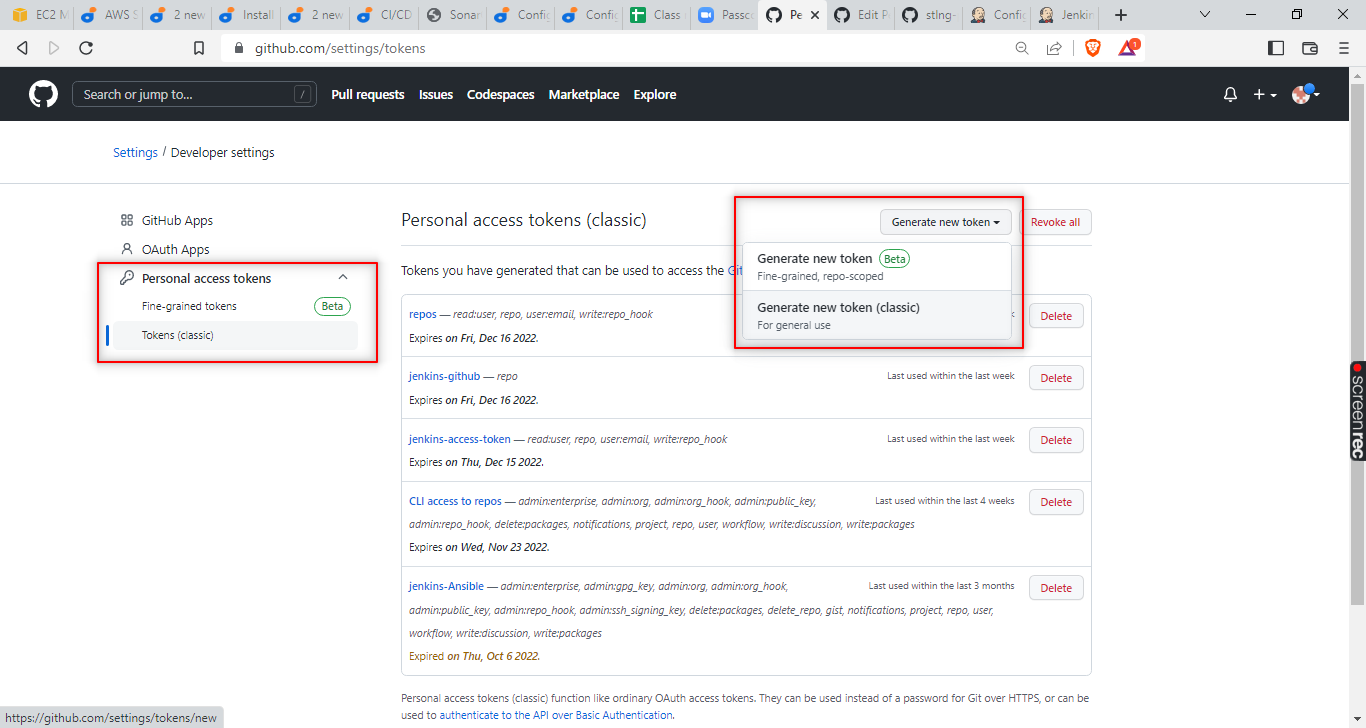 EC2 M
AWS S
2 new
Install
2 new
CI/CD
Sonar
Config
Config
Class
Passco
Pe
Edit P
stlng-
Config
Jenkin
github.com/settings/tokens
1
Search or jump to...
/
Pull requests
Issues
Codespaces
Marketplace
Explore
Settings / Developer settings
GitHub Apps
OAuth Apps
Personal access tokens
Fine-grained tokens
Beta
Tokens (classic)
Personal access tokens (classic)
Generate new token
Revoke all
Generate new token Beta
Fine-grained, repo-scoped
Generate new token (classic)
For general use
Tokens you have generated that can be used to access the Git
repos — read:user, repo, user:email, write:repo_hook
k
Delete
Expires on Fri, Dec 16 2022.
jenkins-github — repo
Last used within the last week
Delete
Expires on Fri, Dec 16 2022.
jenkins-access-token — read:user, repo, user:email, write:repo_hook
Last used within the last week
Delete
Expires on Thu, Dec 15 2022.
CLI access to repos — admin:enterprise, admin:org, admin:org_hook, admin:public_key,
Last used within the last 4 weeks
Delete
admin:repo_hook, delete:packages, notifications, project, repo, user, workflow, write:discussion, write:packages
Expires on Wed, Nov 23 2022.
jenkins-Ansible — admin:enterprise, admin:gpg_key, admin:org, admin:org_hook,
Last used within the last 3 months
Delete
admin:public_key, admin:repo_hook, admin:ssh_signing_key, delete:packages, delete_repo, gist, notifications, project, repo, user,
workflow, write:discussion, write:packages
Expired on Thu, Oct 6 2022.
Personal access tokens (classic) function like ordinary OAuth access tokens. They can be used instead of a password for Git over HTTPS, or can be
used to authenticate to the API over Basic Authentication.
https://github.com/settings/tokens/new
screenrec